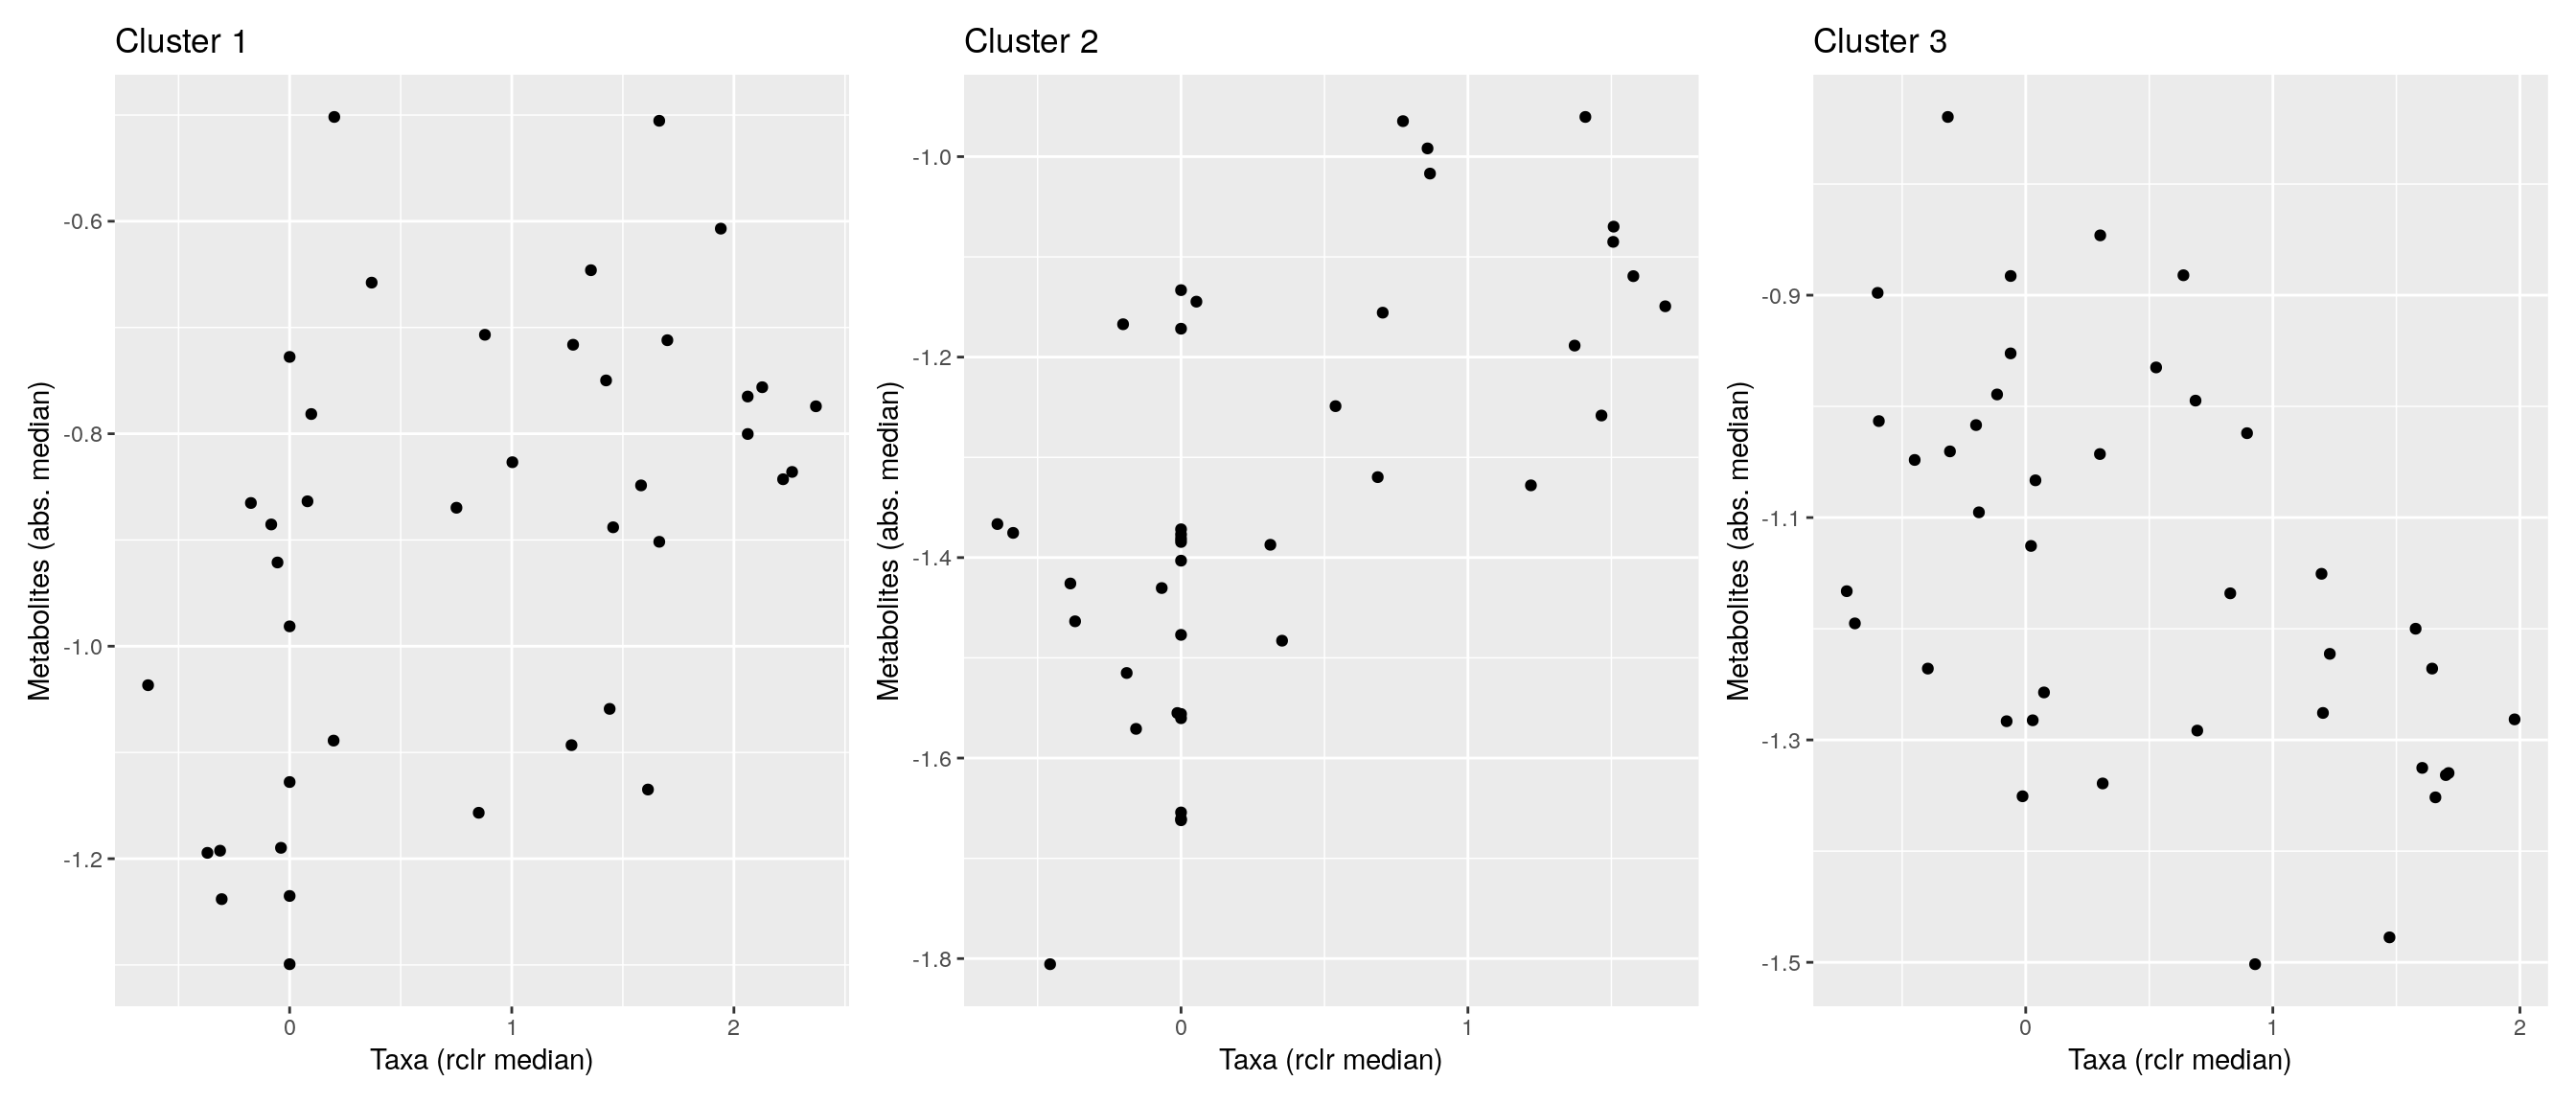 Cluster 1
Metabolites (abs. median)
-0.6
-0.8
-1.0
-1.2
0 1 2
Taxa (rclr median)
Cluster 2
Metabolites (abs. median)
-1.0
-1.2
-1.4
-1.6
-1.8
0 1
Taxa (rclr median)
Cluster 3
Metabolites (abs. median)
-0.9
-1.1
-1.3
-1.5
0 1 2
Taxa (rclr median)